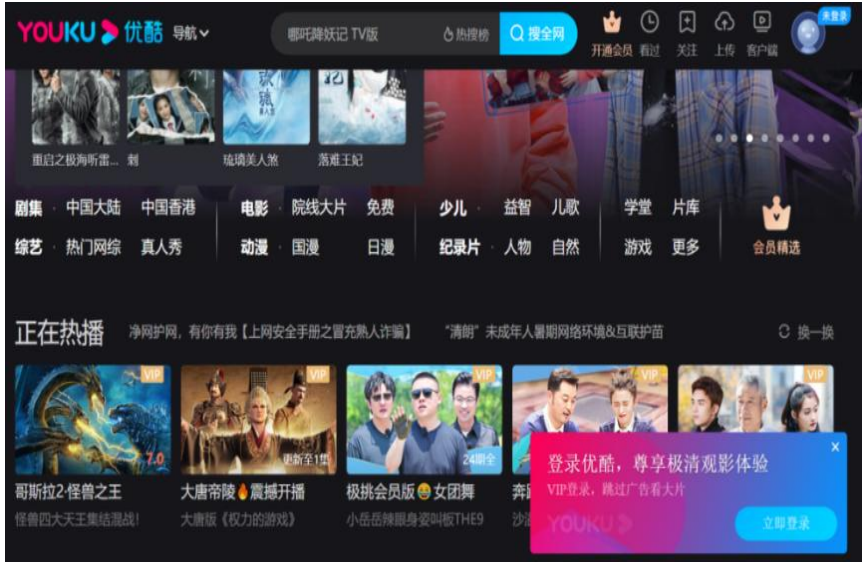 YOUKU 优酷 导航 哪吒降妖记 TV版 热搜榜 搜全网 开通会员 看过 关注 上传 客户端 未登录
重启之极海听雷... 刺 琉璃美人煞 落难王妃
剧集 · 中国大陆 中国香港 电影 · 院线大片 免费 少儿 · 益智 儿歌 学堂 片库
综艺 · 热门网综 真人秀 动漫 · 国漫 日漫 纪录片 · 人物 自然 游戏 更多 会员精选
正在热播 净网护网，有你有我【上网安全手册之冒充熟人诈骗】 “清朗”未成年人暑期网络环境&互联护苗 换一换
VIP VIP VIP VIP VIP
7.0 更新至1集 24期全
哥斯拉2·怪兽之王 大唐帝陵🔥震撼开播 极挑会员版😄女团舞 奔
怪兽四大天王集结混战! 大唐版《权力的游戏》 小岳岳辣眼身姿叫板THE9 沙
登录优酷，尊享极清观影体验 x
VIP登录，跳过广告看大片
YOUKU 立即登录